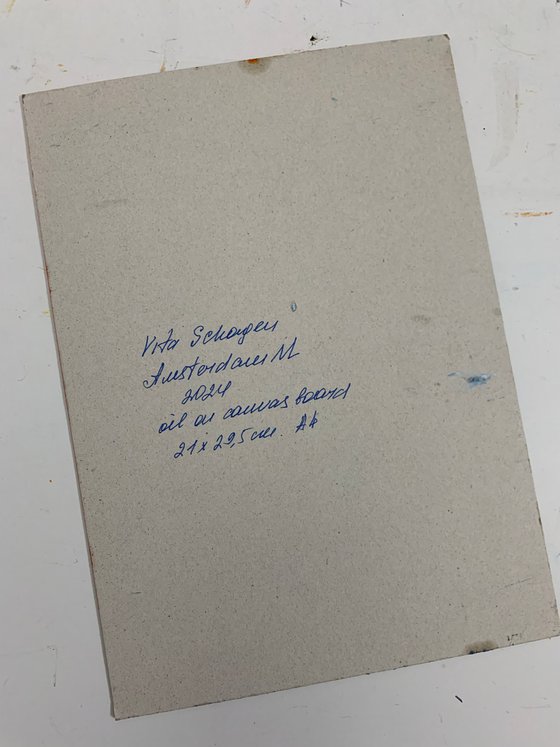 Vita Schagen
Amsterdam NL
2024
oil on canvas board
21 x 29,5 cm. A4